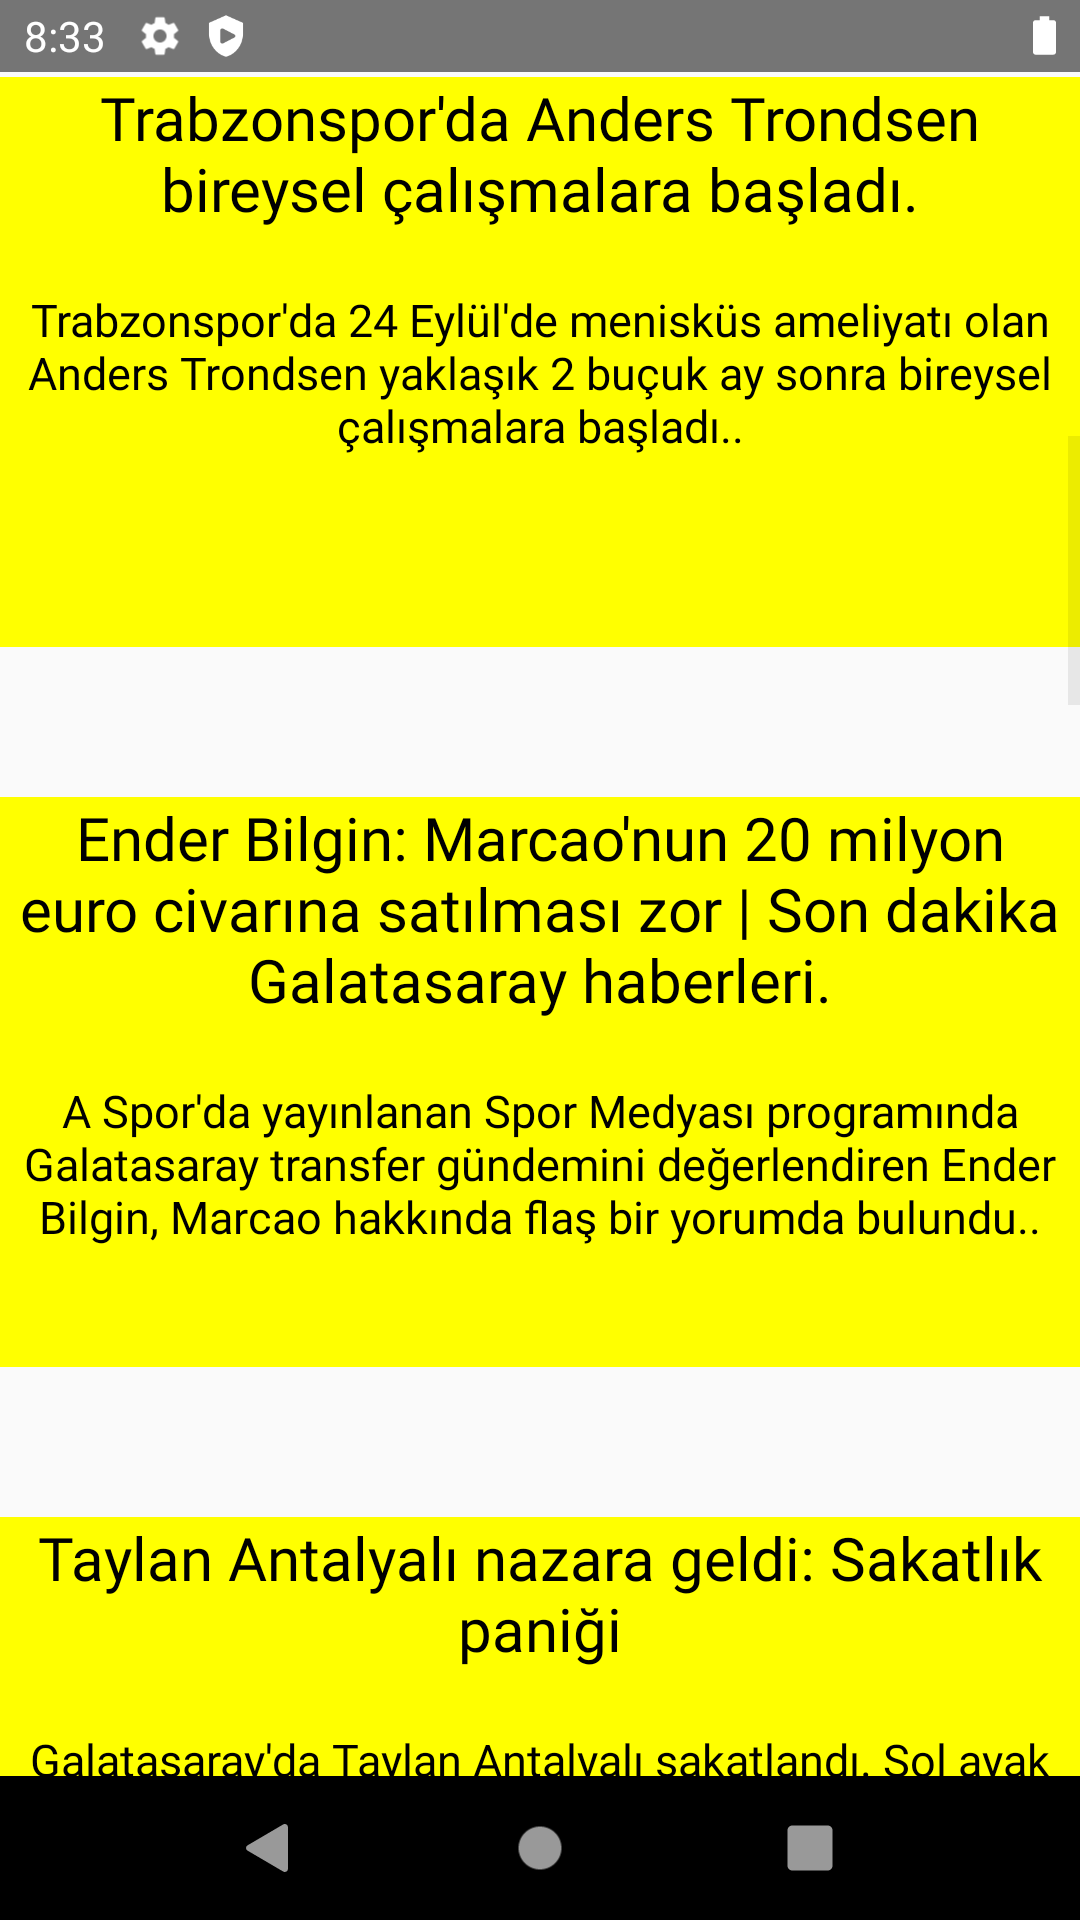 8:33
Trabzonspor'da Anders Trondsen
bireysel çalışmalara başladı.
Trabzonspor'da 24 Eylül'de menisküs ameliyatı olan
Anders Trondsen yaklaşık 2 buçuk ay sonra bireysel
çalışmalara başladı..
Ender Bilgin: Marcao'nun 20 milyon
euro civarına satılması zor | Son dakika
Galatasaray haberleri.
A Spor'da yayınlanan Spor Medyası programında
Galatasaray transfer gündemini değerlendiren Ender
Bilgin, Marcao hakkında flaş bir yorumda bulundu..
Taylan Antalyalı nazara geldi: Sakatlık
paniği
Galatasaray'da Taylan Antalyalı sakatlandı. Sol ayak